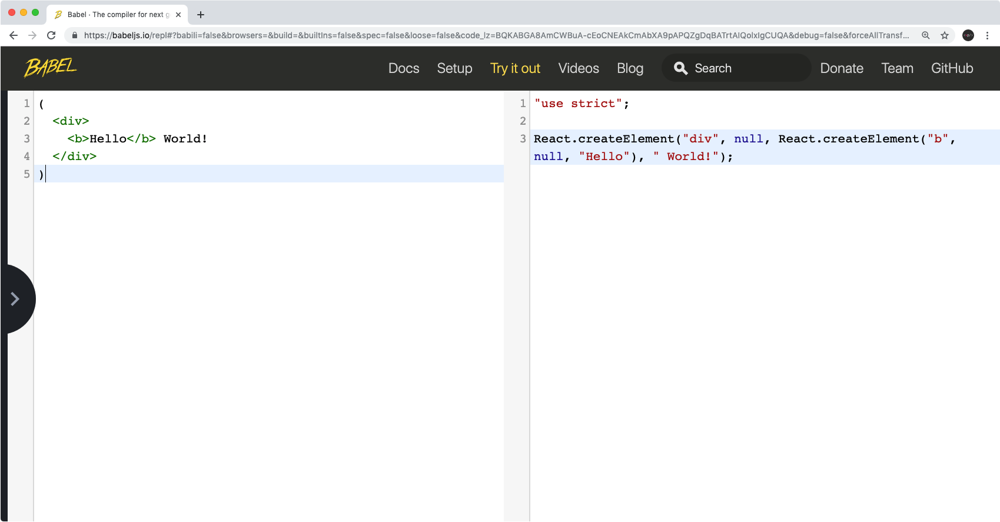 Babel · The compiler for next g
https://babeljs.io/repl#?babili=false&browsers=&build=&builtIns=false&spec=false&loose=false&code_lz=BQKABGA8AmCWBuA-cEoCNEAkCmAbXA9pAPQZgDqBATrtAIQolxIgCUQA&debug=false&forceAllTransf...
BABEL
Docs Setup Try it out Videos Blog Search Donate Team GitHub
1 (
2 <div>
3 <b>Hello</b> World!
4 </div>
5 )
1 "use strict";
2
3 React.createElement("div", null, React.createElement("b",
null, "Hello"), " World!");